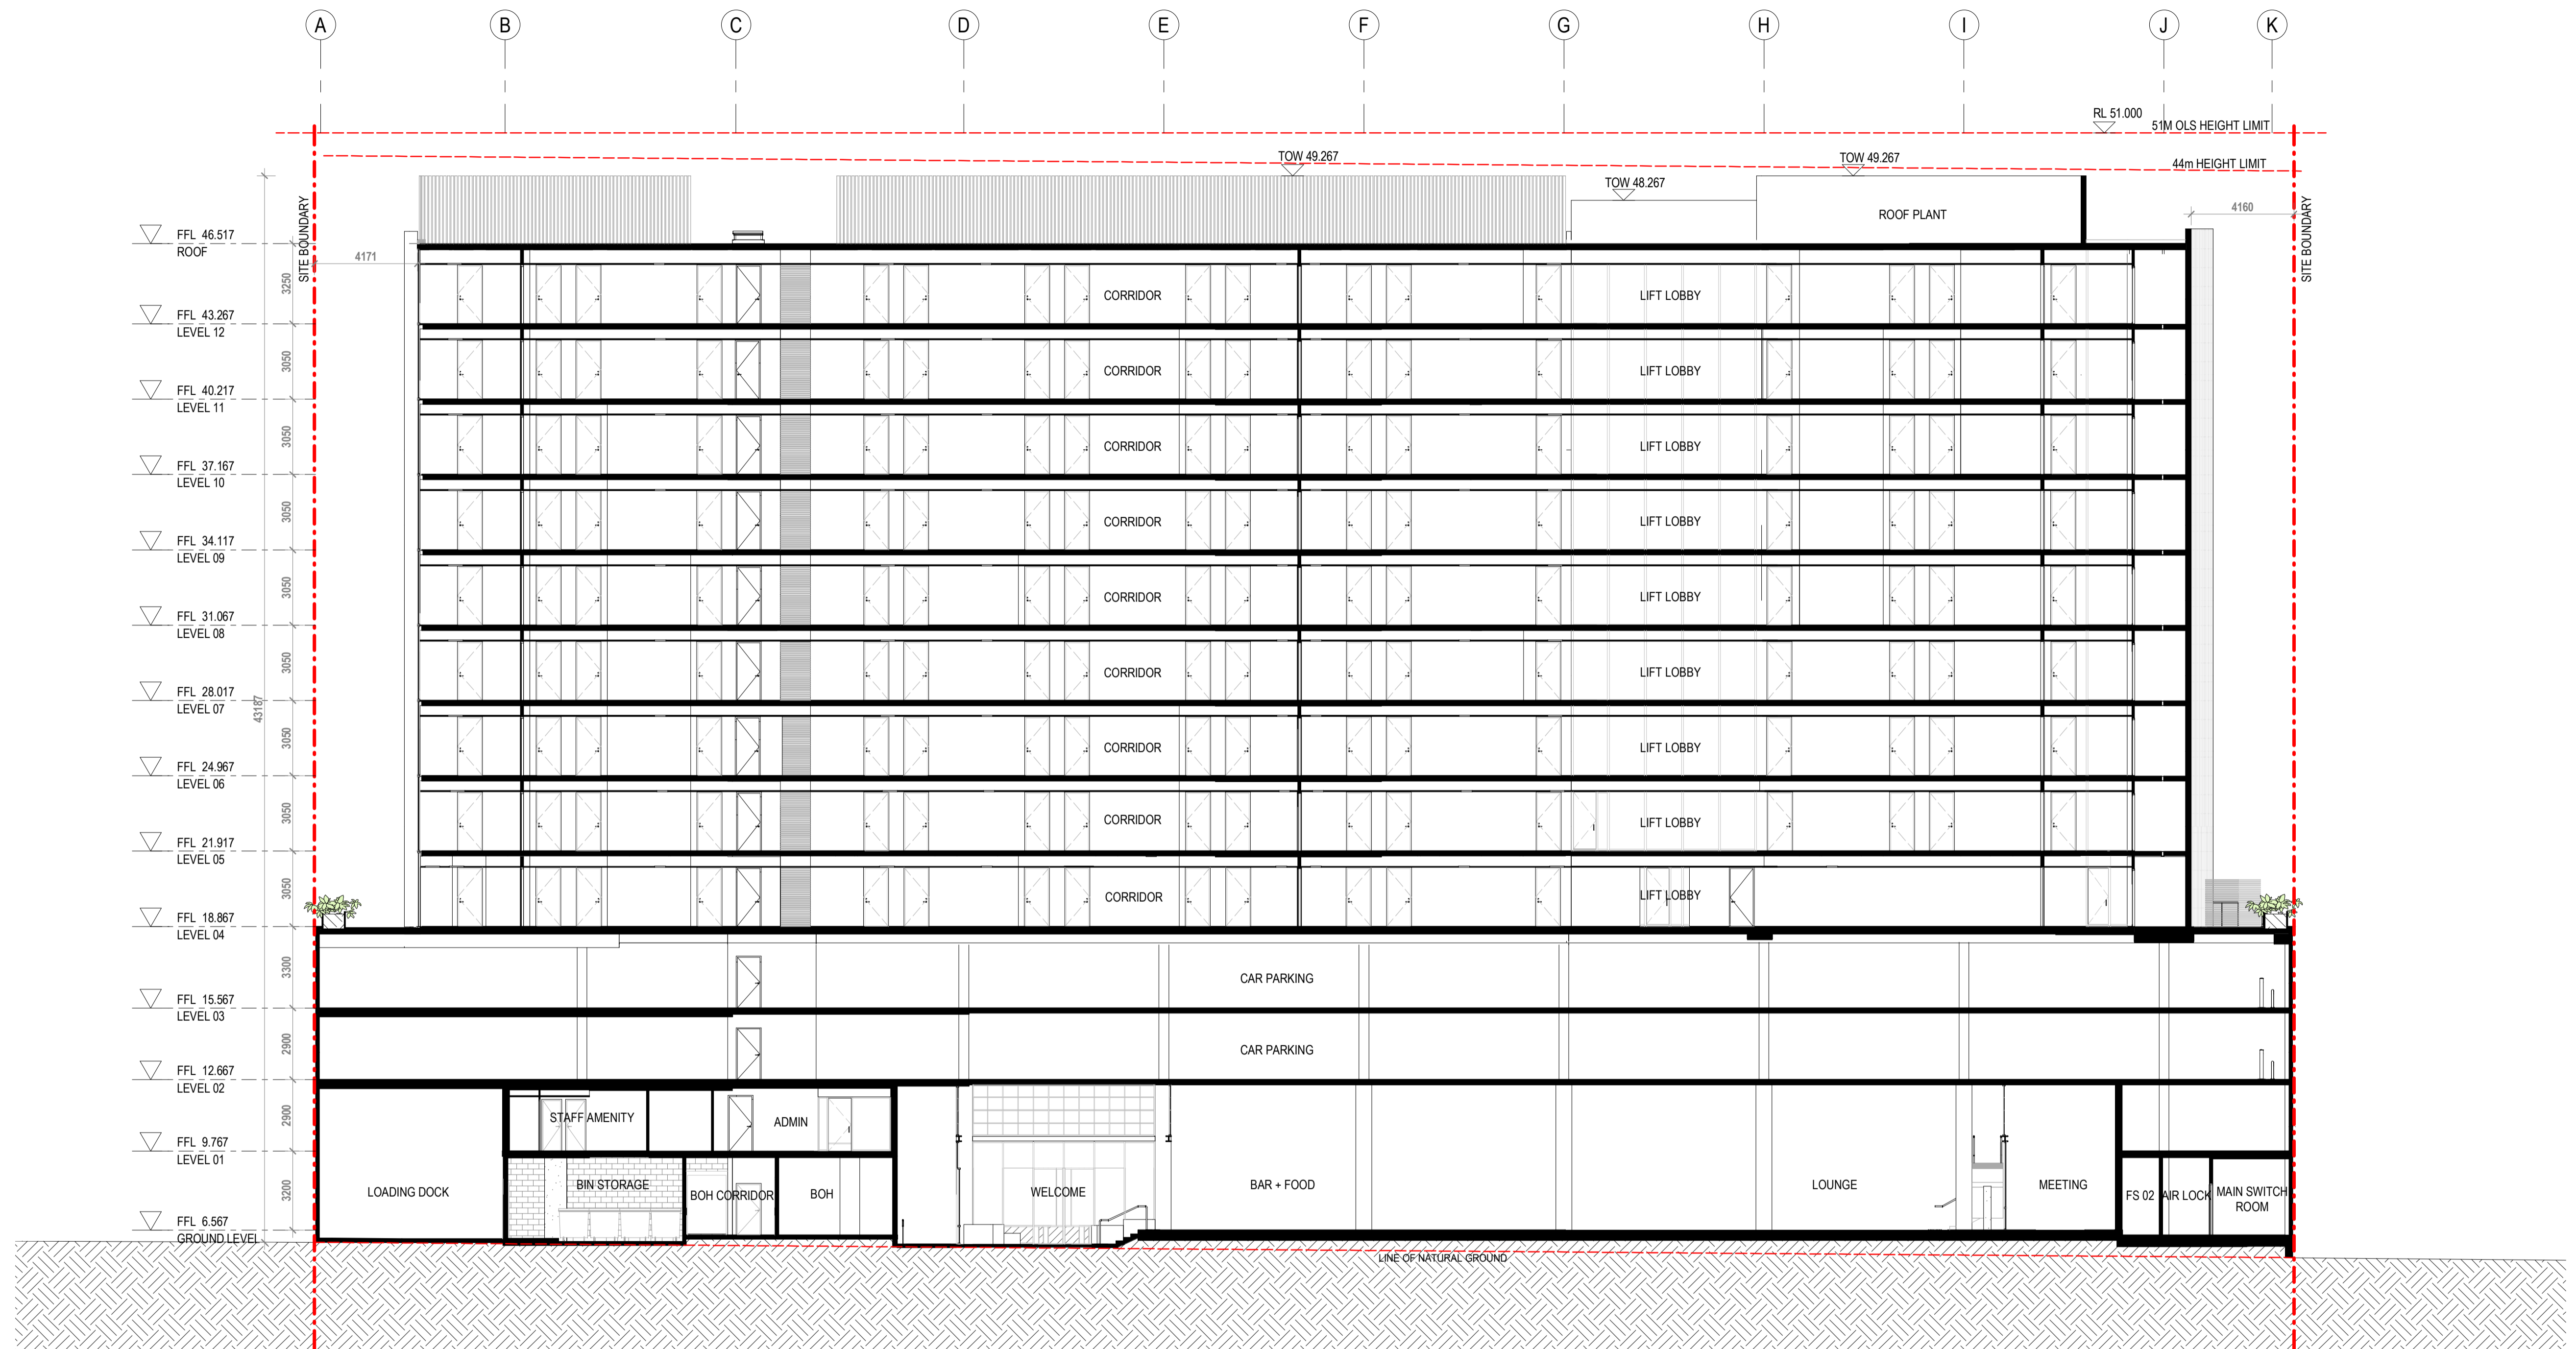 A B C D E F G H I J K
RL 51.000
51M OLS HEIGHT LIMIT
TOW 49.267
TOW 49.267
44m HEIGHT LIMIT
TOW 48.267
SITE BOUNDARY
SITE BOUNDARY
4160
ROOF PLANT
FFL 46.517
ROOF
4171
3250
CORRIDOR
LIFT LOBBY
FFL 43.267
LEVEL 12
3050
CORRIDOR
LIFT LOBBY
FFL 40.217
LEVEL 11
3050
CORRIDOR
LIFT LOBBY
FFL 37.167
LEVEL 10
3050
CORRIDOR
LIFT LOBBY
FFL 34.117
LEVEL 09
3050
CORRIDOR
LIFT LOBBY
FFL 31.067
LEVEL 08
3050
CORRIDOR
LIFT LOBBY
FFL 28.017
LEVEL 07
43187
3050
CORRIDOR
LIFT LOBBY
FFL 24.967
LEVEL 06
3050
CORRIDOR
LIFT LOBBY
FFL 21.917
LEVEL 05
3050
CORRIDOR
LIFT LOBBY
FFL 18.867
LEVEL 04
3300
CAR PARKING
FFL 15.567
LEVEL 03
2900
CAR PARKING
FFL 12.667
LEVEL 02
2900
STAFF AMENITY
ADMIN
FFL 9.767
LEVEL 01
3200
LOADING DOCK
BIN STORAGE
BOH CORRIDOR
BOH
WELCOME
BAR + FOOD
LOUNGE
MEETING
FS 02
AIR LOCK
MAIN SWITCH
ROOM
FFL 6.567
GROUND LEVEL
LINE OF NATURAL GROUND